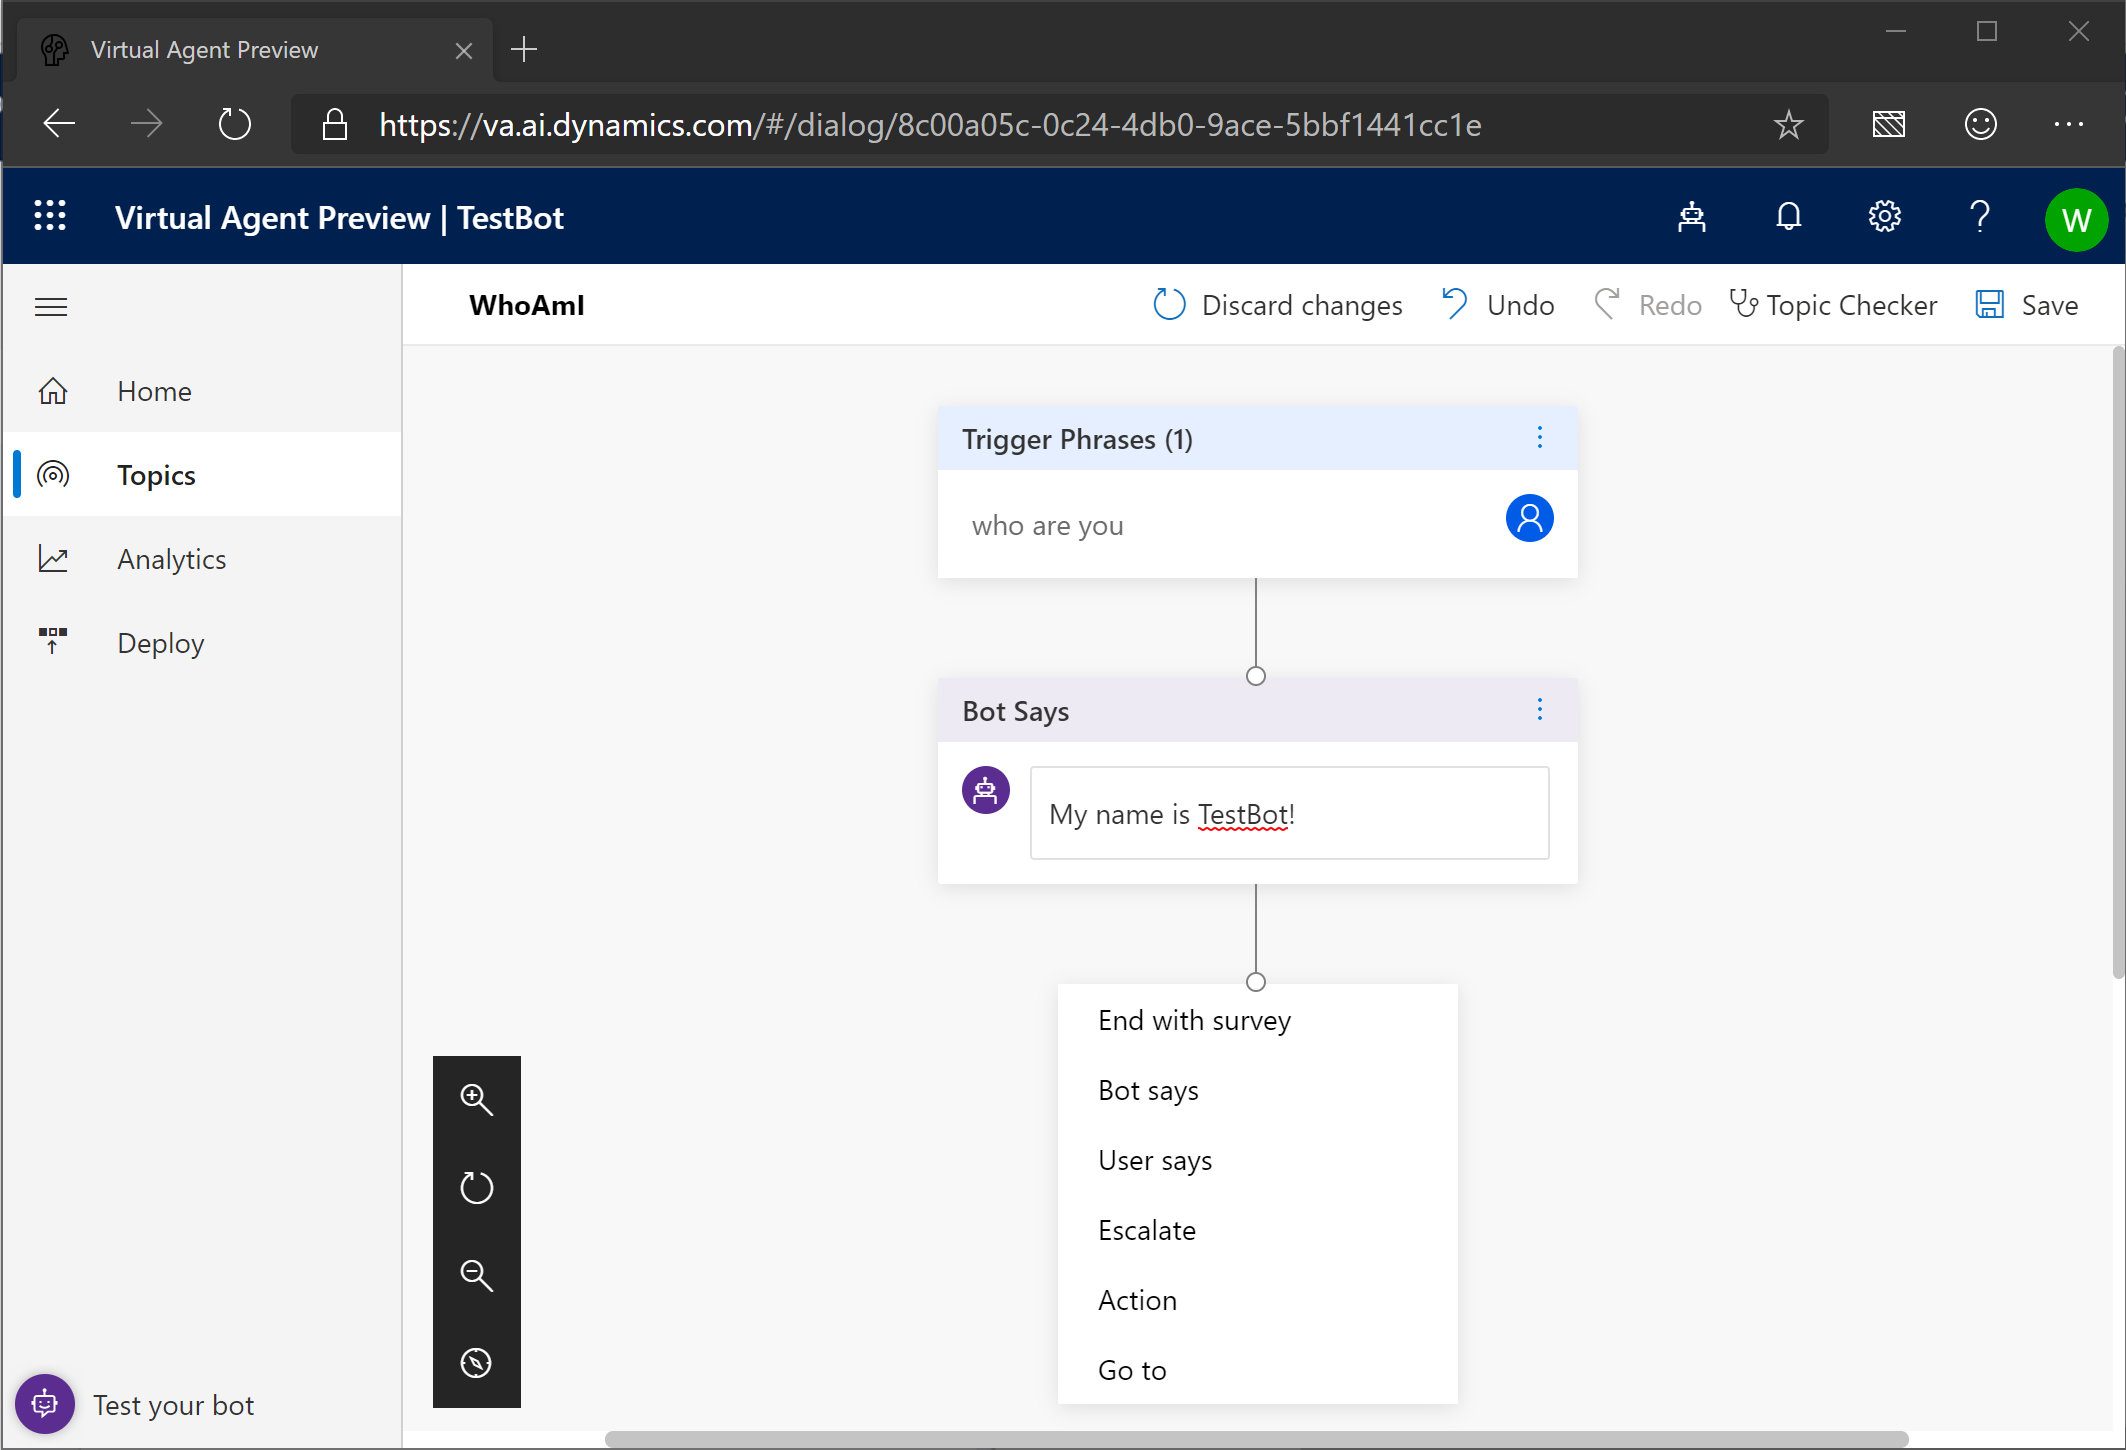 Virtual Agent Preview
https://va.ai.dynamics.com/#/dialog/8c00a05c-0c24-4db0-9ace-5bbf1441cc1e
Virtual Agent Preview | TestBot
W
WhoAmI
Discard changes
Undo
Redo
Topic Checker
Save
Home
Topics
Analytics
Deploy
Trigger Phrases (1)
who are you
Bot Says
My name is TestBot!
End with survey
Bot says
User says
Escalate
Action
Go to
Test your bot